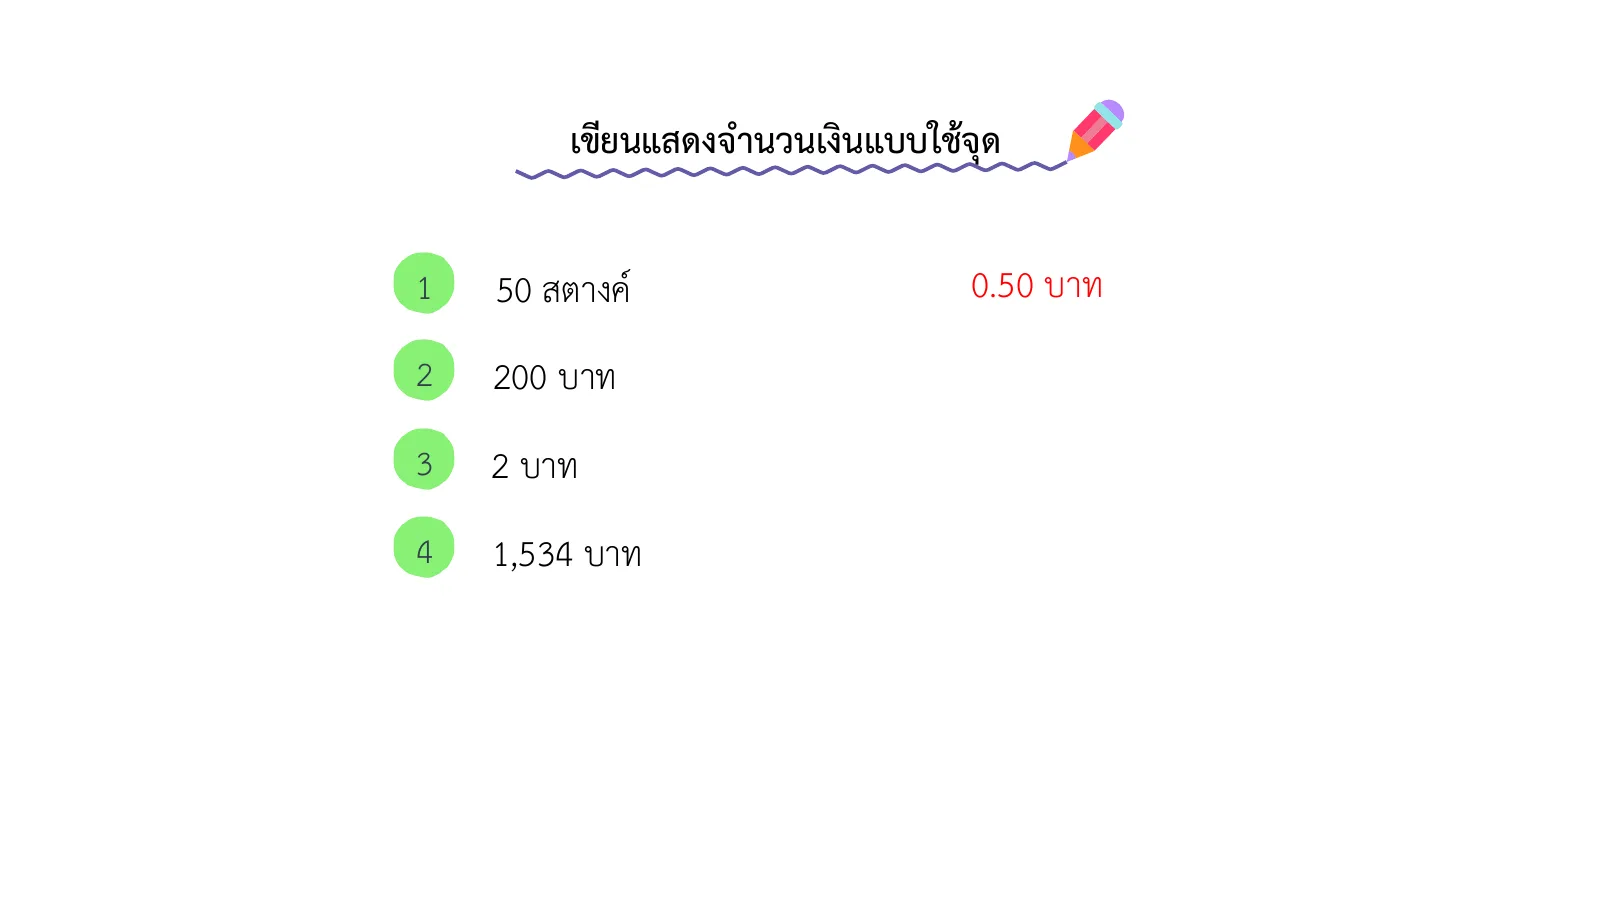 เขียนแสดงจำนวนเงินแบบใช้จุด
1 50 สตางค์ 0.50 บาท
2 200 บาท
3 2 บาท
4 1,534 บาท